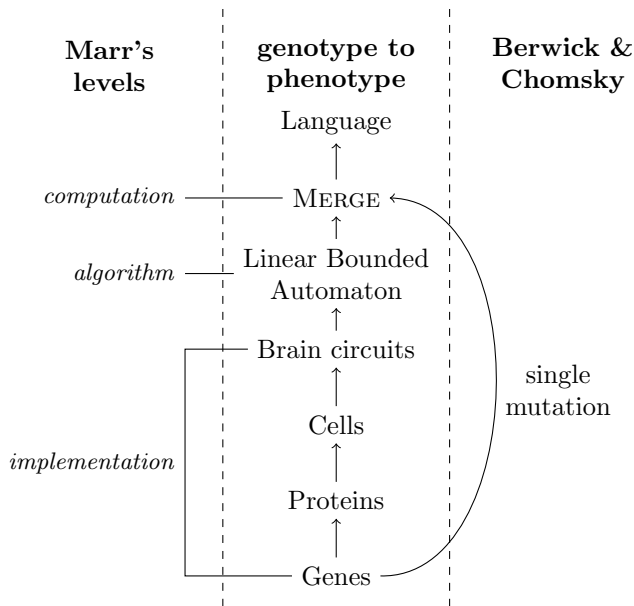 Marr's
levels
genotype to
phenotype
Berwick &
Chomsky
Language
computation
MERGE
algorithm
Linear Bounded
Automaton
Brain circuits
single
mutation
Cells
implementation
Proteins
Genes